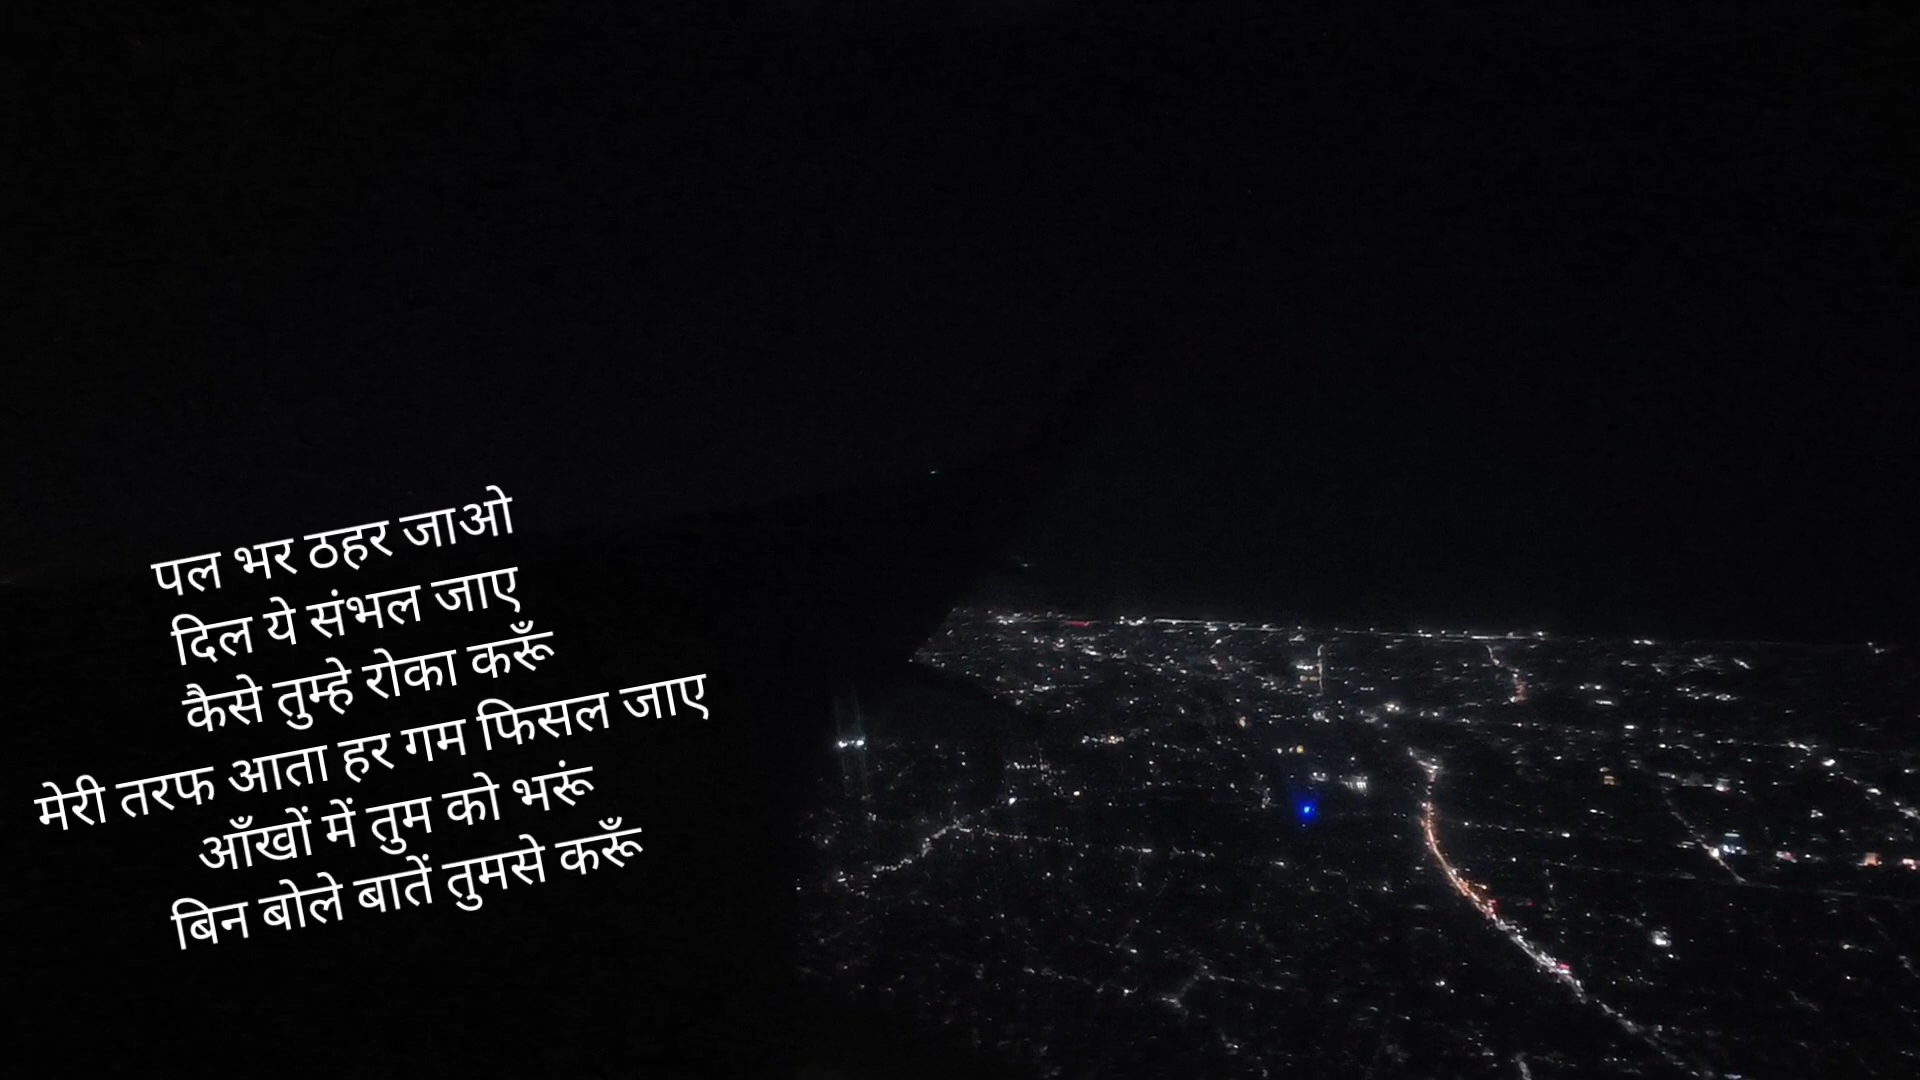 पल भर ठहर जाओ
दिल ये संभल जाए
कैसे तुम्हे रोका करूँ
मेरी तरफ आता हर गम फिसल जाए
आँखों में तुम को भरूं
बिन बोले बातें तुमसे करूँ